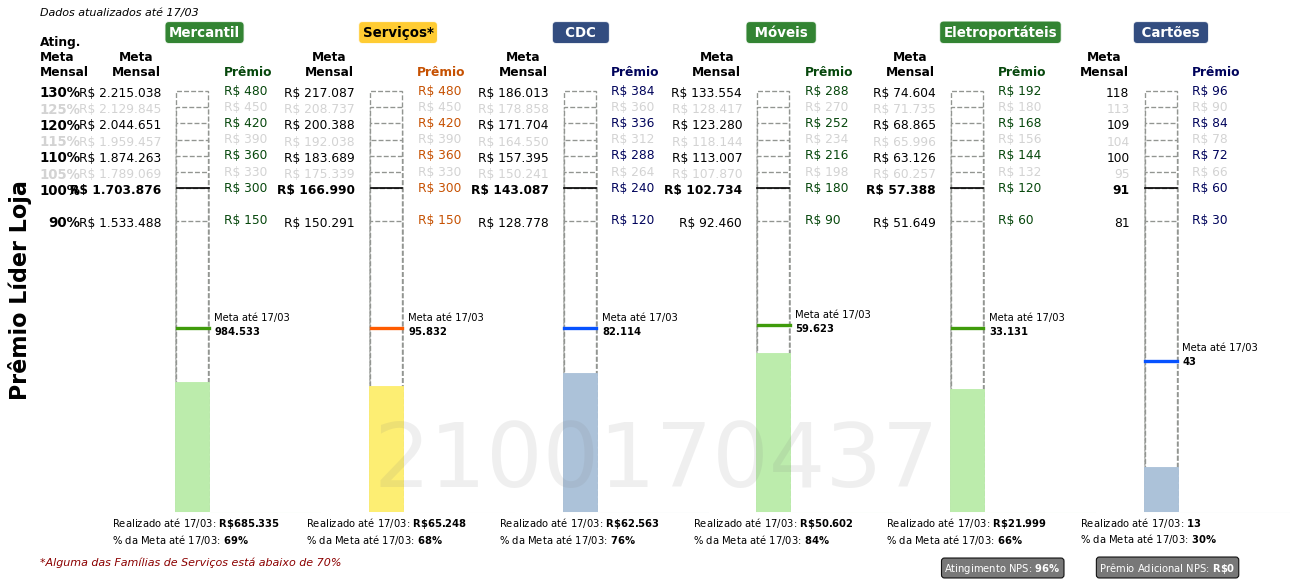 Dados atualizados até 17/03
Mercantil Serviços* CDC Móveis Eletroportáteis Cartões
Ating. Meta Mensal
Meta Mensal Prêmio Meta Mensal Prêmio Meta Mensal Prêmio Meta Mensal Prêmio Meta Mensal Prêmio Meta Mensal Prêmio
130% R$ 2.215.038 R$ 480 R$ 217.087 R$ 480 R$ 186.013 R$ 384 R$ 133.554 R$ 288 R$ 74.604 R$ 192 118 R$ 96
125% R$ 2.129.845 R$ 450 R$ 208.737 R$ 450 R$ 178.858 R$ 360 R$ 128.417 R$ 270 R$ 71.735 R$ 180 113 R$ 90
120% R$ 2.044.651 R$ 420 R$ 200.388 R$ 420 R$ 171.704 R$ 336 R$ 123.280 R$ 252 R$ 68.865 R$ 168 109 R$ 84
115% R$ 1.959.457 R$ 390 R$ 192.038 R$ 390 R$ 164.550 R$ 312 R$ 118.144 R$ 234 R$ 65.996 R$ 156 104 R$ 78
110% R$ 1.874.263 R$ 360 R$ 183.689 R$ 360 R$ 157.395 R$ 288 R$ 113.007 R$ 216 R$ 63.126 R$ 144 100 R$ 72
105% R$ 1.789.069 R$ 330 R$ 175.339 R$ 330 R$ 150.241 R$ 264 R$ 107.870 R$ 198 R$ 60.257 R$ 132 95 R$ 66
100% R$ 1.703.876 R$ 300 R$ 166.990 R$ 300 R$ 143.087 R$ 240 R$ 102.734 R$ 180 R$ 57.388 R$ 120 91 R$ 60
90% R$ 1.533.488 R$ 150 R$ 150.291 R$ 150 R$ 128.778 R$ 120 R$ 92.460 R$ 90 R$ 51.649 R$ 60 81 R$ 30
Prêmio Líder Loja
Meta até 17/03 Meta até 17/03 Meta até 17/03 Meta até 17/03 Meta até 17/03 Meta até 17/03
984.533 95.832 82.114 59.623 33.131 43
2100170437
Realizado até 17/03: R$685.335 Realizado até 17/03: R$65.248 Realizado até 17/03: R$62.563 Realizado até 17/03: R$50.602 Realizado até 17/03: R$21.999 Realizado até 17/03: 13
% da Meta até 17/03: 69% % da Meta até 17/03: 68% % da Meta até 17/03: 76% % da Meta até 17/03: 84% % da Meta até 17/03: 66% % da Meta até 17/03: 30%
*Alguma das Famílias de Serviços está abaixo de 70%
Atingimento NPS: 96% Prêmio Adicional NPS: R$0